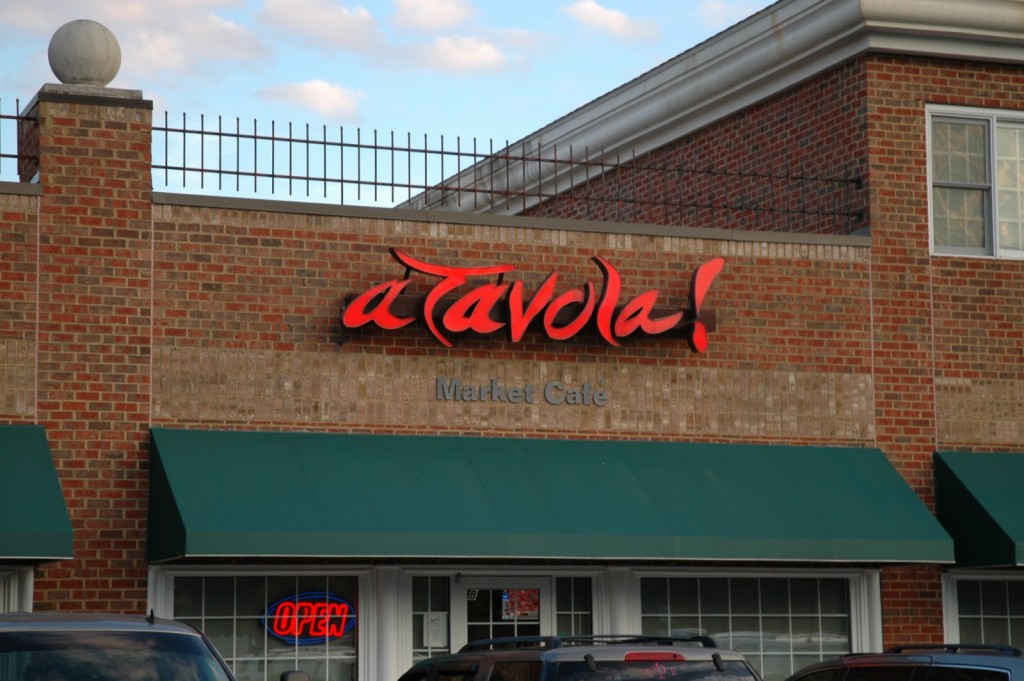 a Tavola!
Market Café
OPEN
B